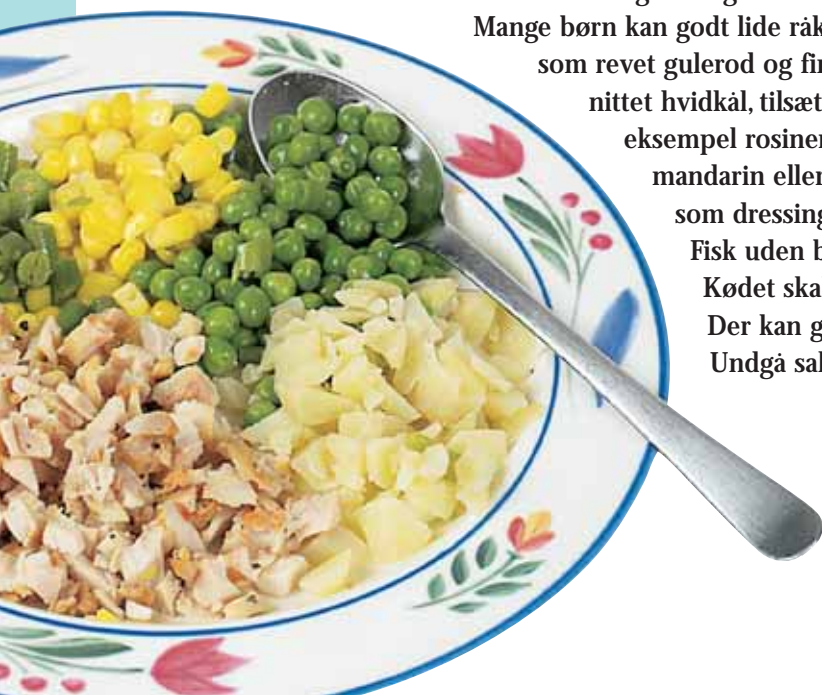 Mange børn kan godt lide råk
som revet gulerod og fin
nittet hvidkål, tilsæt
eksempel rosiner
mandarin eller
som dressing
Fisk uden b
Kødet ska
Der kan g
Undgå sal